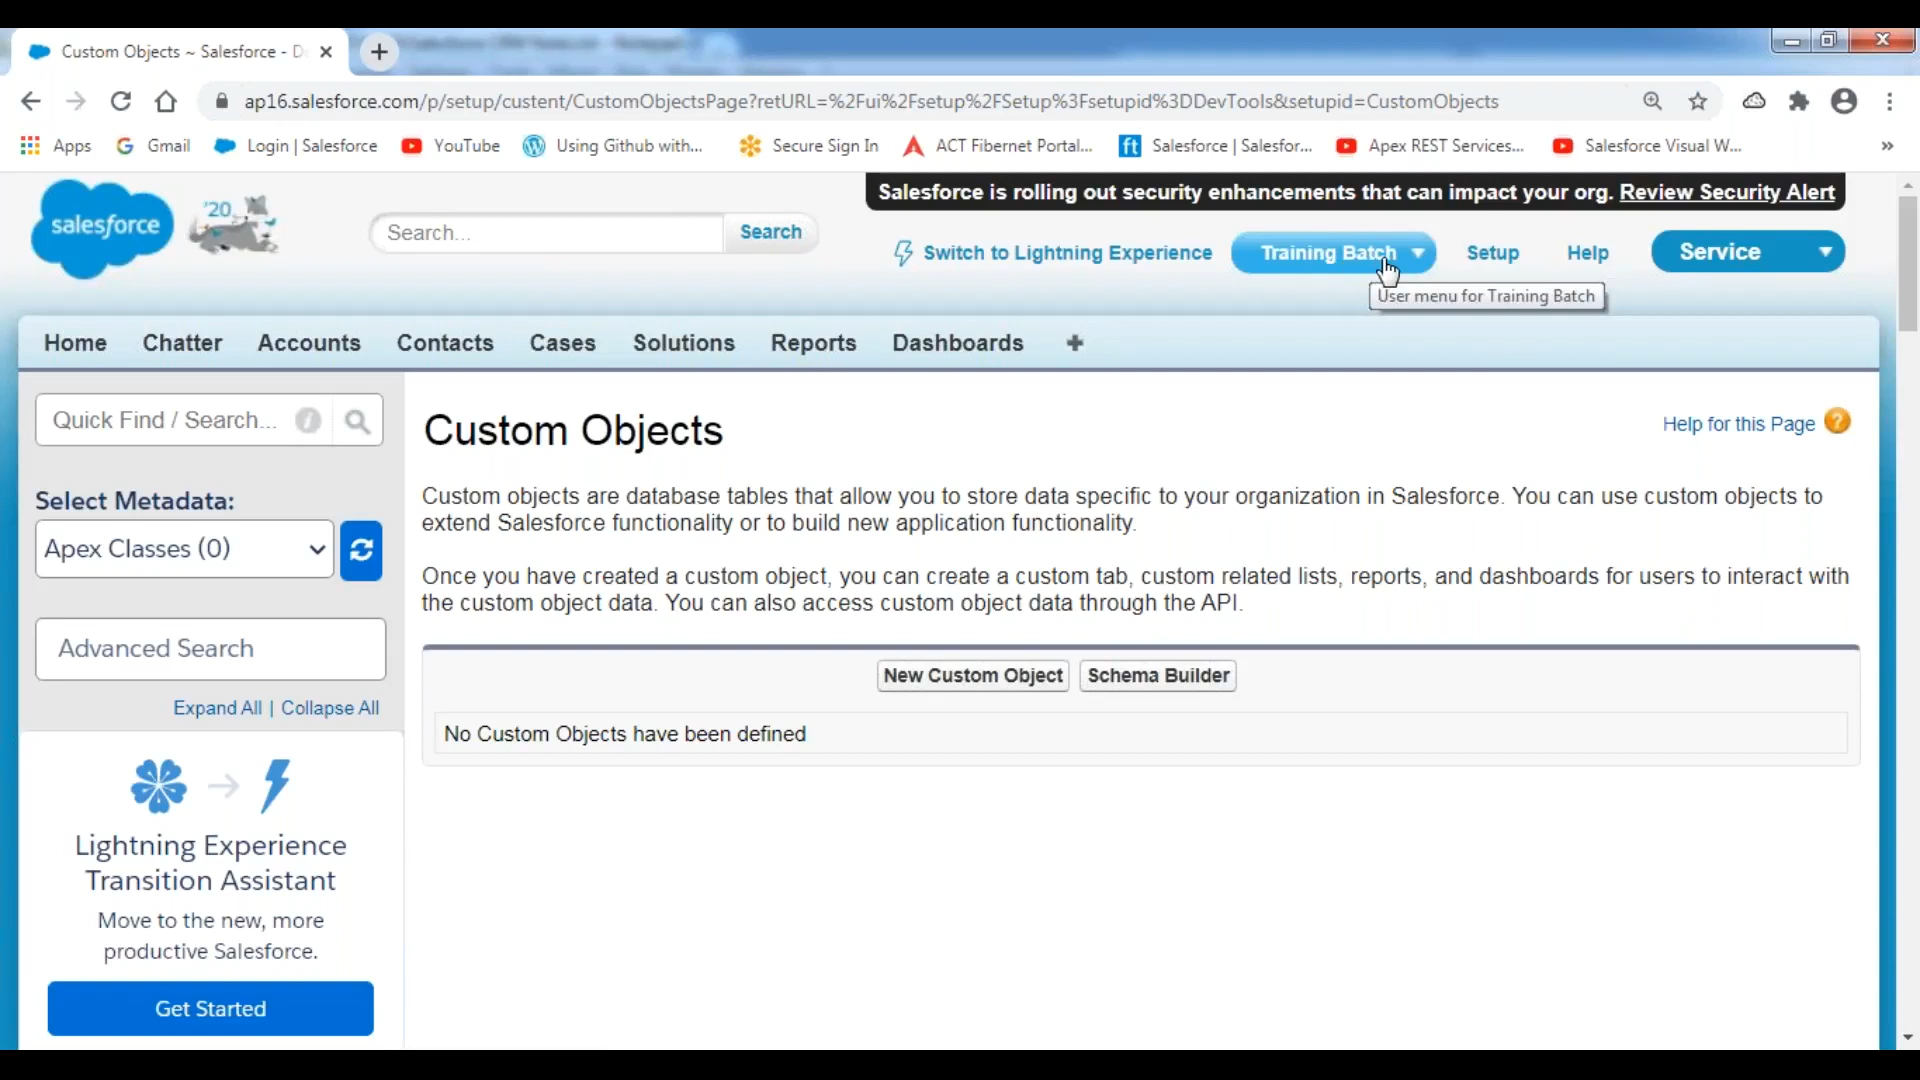 Custom Objects ~ Salesforce - D
ap16.salesforce.com/p/setup/custent/CustomObjectsPage?retURL=%2Fui%2Fsetup%2FSetup%3Fsetupid%3DDevTools&setupid=CustomObjects
Apps Gmail Login | Salesforce YouTube Using Github with... Secure Sign In ACT Fibernet Portal... ft Salesforce | Salesfor... Apex REST Services... Salesforce Visual W... »
Salesforce is rolling out security enhancements that can impact your org. Review Security Alert
salesforce '20
Search... Search
Switch to Lightning Experience Training Batch Setup Help Service
User menu for Training Batch
Home Chatter Accounts Contacts Cases Solutions Reports Dashboards +
Quick Find / Search... i
Select Metadata:
Apex Classes (0)
Advanced Search
Expand All | Collapse All
Lightning Experience
Transition Assistant
Move to the new, more
productive Salesforce.
Get Started
Custom Objects
Help for this Page ?
Custom objects are database tables that allow you to store data specific to your organization in Salesforce. You can use custom objects to
extend Salesforce functionality or to build new application functionality.
Once you have created a custom object, you can create a custom tab, custom related lists, reports, and dashboards for users to interact with
the custom object data. You can also access custom object data through the API.
New Custom Object Schema Builder
No Custom Objects have been defined